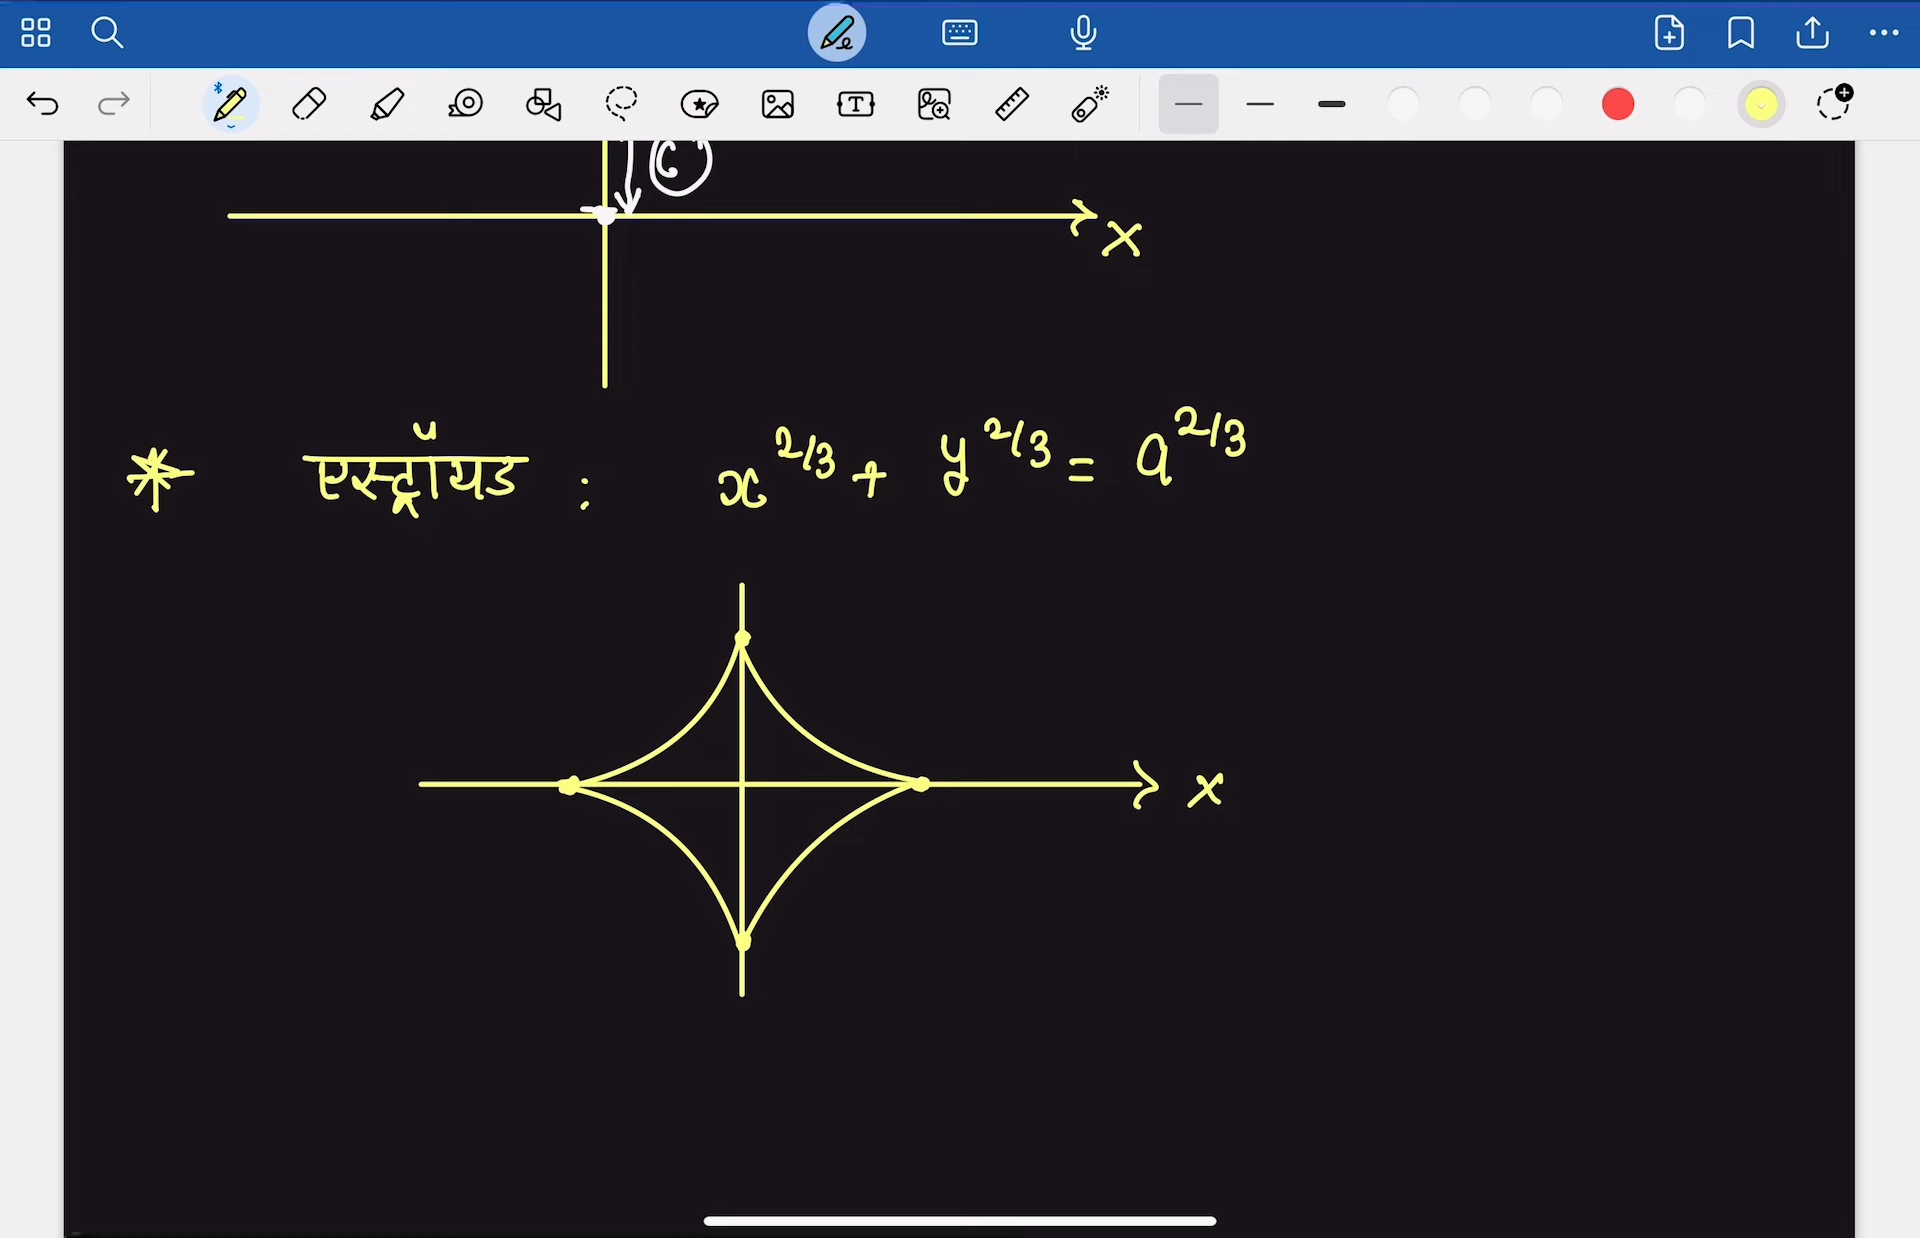 C
x
* एस्ट्रॉयड : x^{2/3} + y^{2/3} = a^{2/3}
x